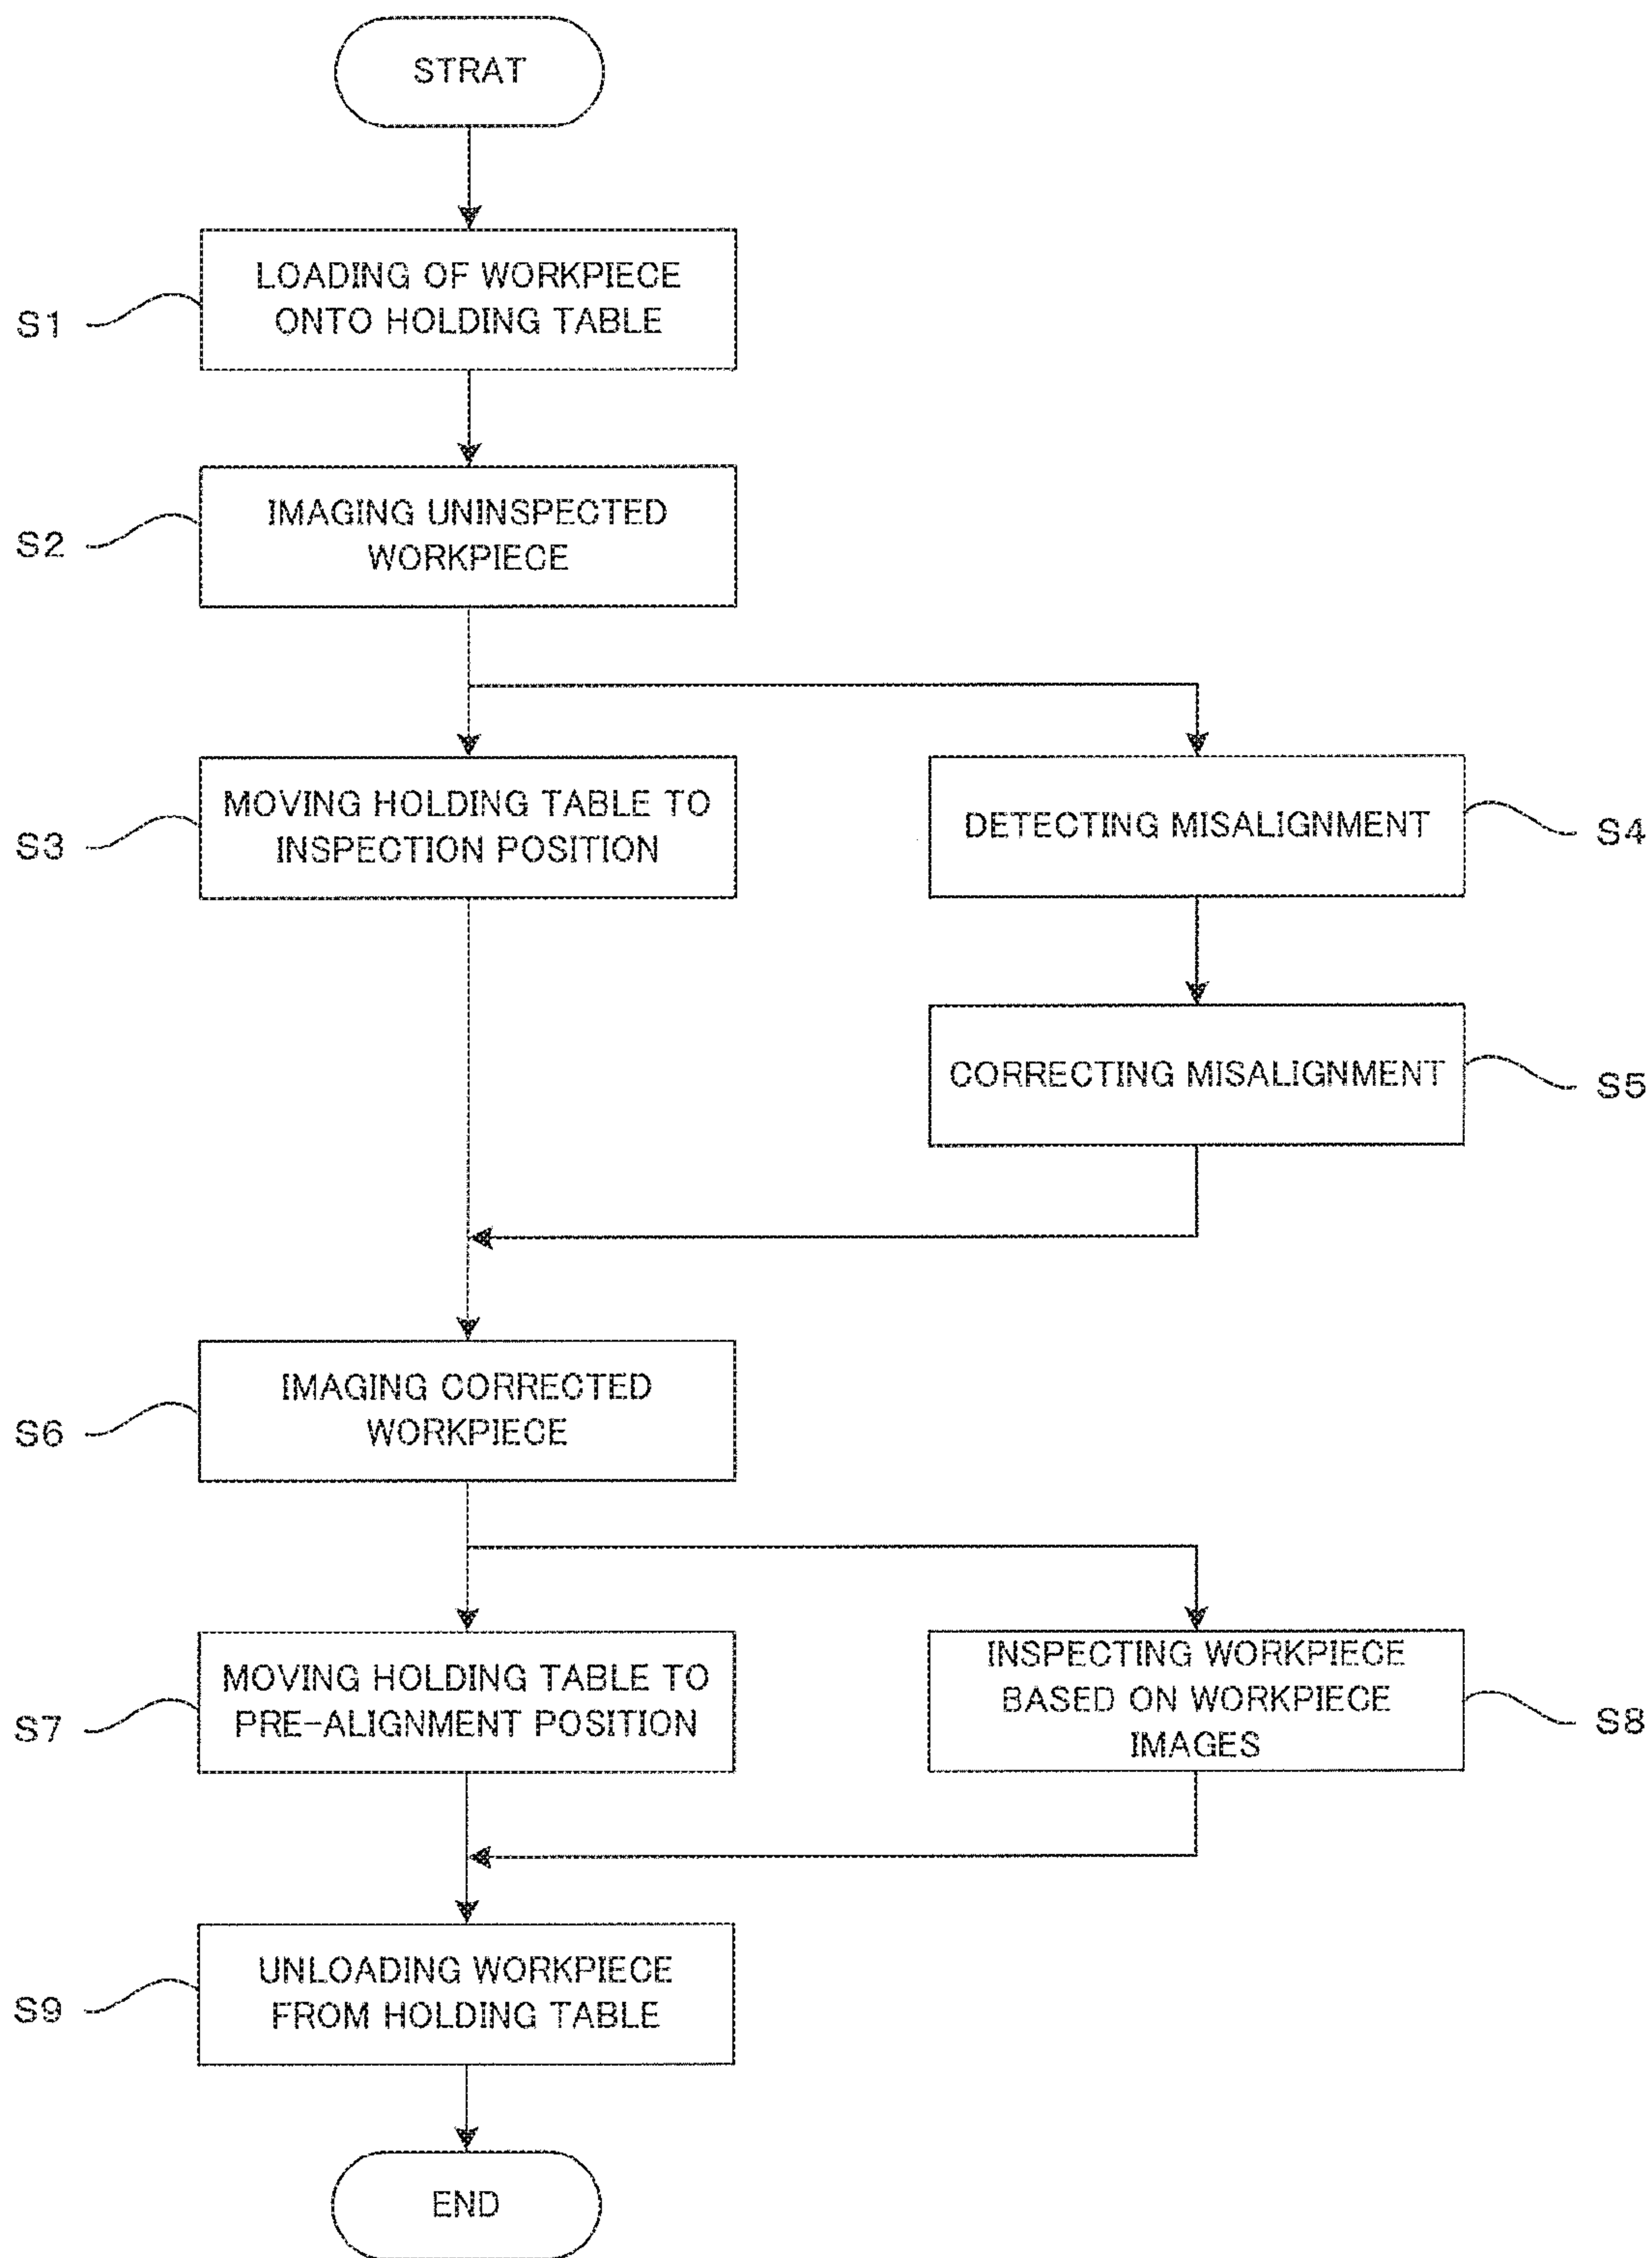 STRAT
LOADING OF WORKPIECE
ONTO HOLDING TABLE
S1
IMAGING UNINSPECTED
WORKPIECE
S2
MOVING HOLDING TABLE TO
INSPECTION POSITION
S3
DETECTING MISALIGNMENT
S4
CORRECTING MISALIGNMENT
S5
IMAGING CORRECTED
WORKPIECE
S6
MOVING HOLDING TABLE TO
PRE-ALIGNMENT POSITION
S7
INSPECTING WORKPIECE
BASED ON WORKPIECE
IMAGES
S8
UNLOADING WORKPIECE
FROM HOLDING TABLE
S9
END